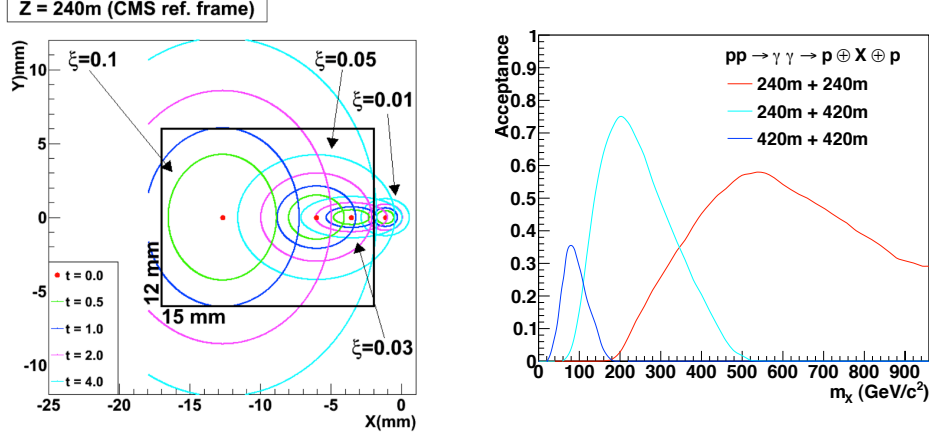 Z = 240m (CMS ref. frame)
Y(mm)
10
5
0
-5
-10
ξ=0.1
ξ=0.05
ξ=0.01
ξ=0.03
12 mm
15 mm
t = 0.0
t = 0.5
t = 1.0
t = 2.0
t = 4.0
-25 -20 -15 -10 -5 0
X(mm)
Acceptance
1
0.9
0.8
0.7
0.6
0.5
0.4
0.3
0.2
0.1
0
pp → γ γ → p ⊕ X ⊕ p
240m + 240m
240m + 420m
420m + 420m
0 100 200 300 400 500 600 700 800 900
m_X (GeV/c²)